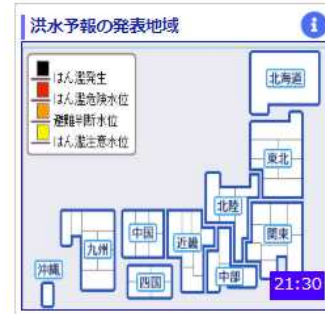 洪水予報の発表地域
i
はん濫発生
はん濫危険水位
避難判断水位
はん濫注意水位
北海道
東北
北陸
関東
中国
近畿
九州
中部
四国
沖縄
21:30